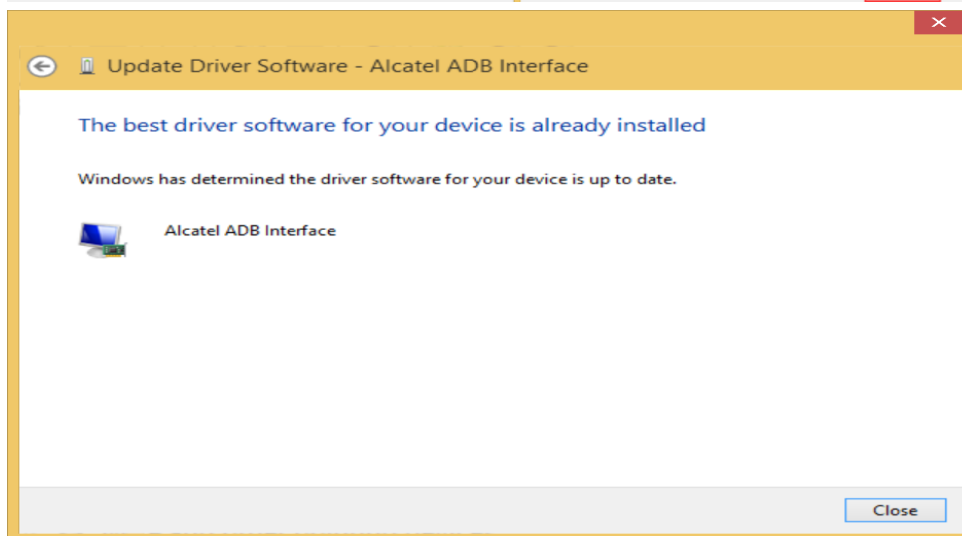 Update Driver Software - Alcatel ADB Interface
The best driver software for your device is already installed
Windows has determined the driver software for your device is up to date.
Alcatel ADB Interface
Close